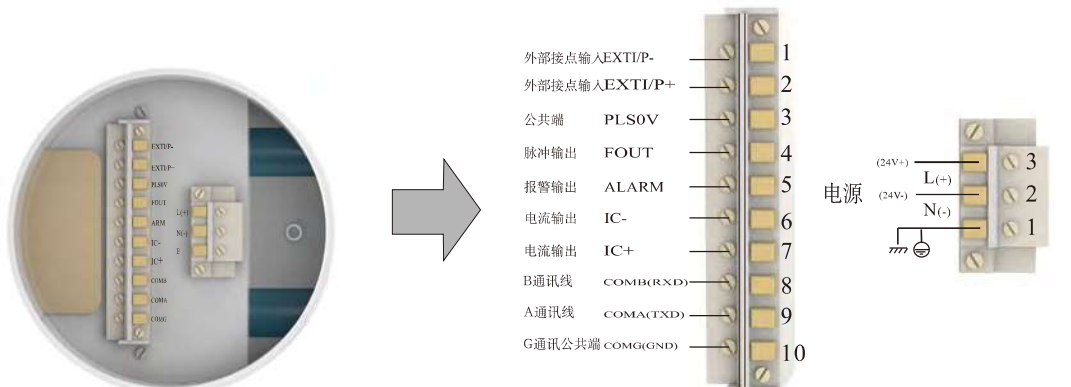 EXTI/P-
EXTI/P-
PLS0V
FOUT
ARM
IC-
IC+
COMB
COMA
COMG
L(+)
N(-)
E
外部接点输入EXTI/P- 1
外部接点输入EXTI/P+ 2
公共端 PLS0V 3
脉冲输出 FOUT 4
报警输出 ALARM 5
电流输出 IC- 6
电流输出 IC+ 7
B通讯线 COMB(RXD) 8
A通讯线 COMA(TXD) 9
G通讯公共端 COMG(GND) 10
电源
(24V+) L(+) 3
(24V-) N(-) 2
1